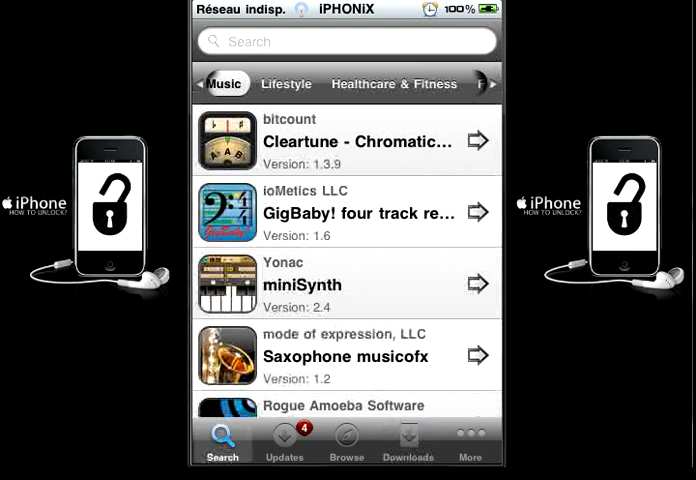 Réseau indisp. iPHONiX 100%
Search
Music Lifestyle Healthcare & Fitness
bitcount
Cleartune - Chromatic...
Version: 1.3.9
ioMetics LLC
GigBaby! four track re...
Version: 1.6
GigBaby!
Yonac
miniSynth
Version: 2.4
mode of expression, LLC
Saxophone musicofx
Version: 1.2
Rogue Amoeba Software
4
Search Updates Browse Downloads More
iPhone
HOW TO UNLOCK?
iPhone
HOW TO UNLOCK?